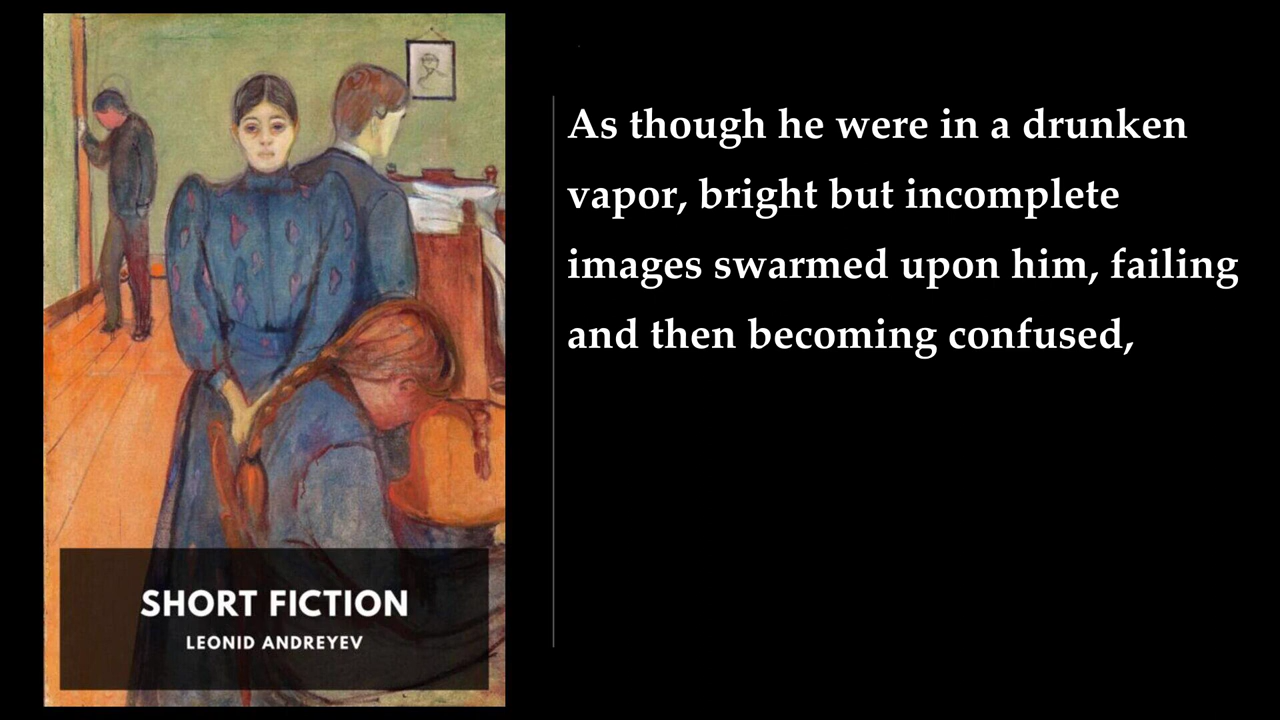 As though he were in a drunken
vapor, bright but incomplete
images swarmed upon him, failing
and then becoming confused,
SHORT FICTION
LEONID ANDREYEV